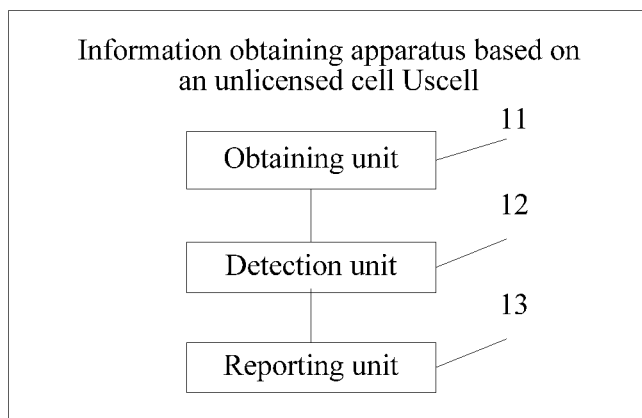 Information obtaining apparatus based on
an unlicensed cell Uscell
11
Obtaining unit
12
Detection unit
13
Reporting unit